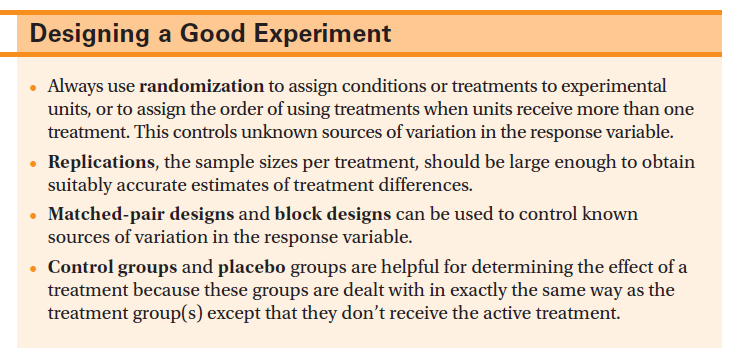 Designing a Good Experiment
• Always use randomization to assign conditions or treatments to experimental
units, or to assign the order of using treatments when units receive more than one
treatment. This controls unknown sources of variation in the response variable.
• Replications, the sample sizes per treatment, should be large enough to obtain
suitably accurate estimates of treatment differences.
• Matched-pair designs and block designs can be used to control known
sources of variation in the response variable.
• Control groups and placebo groups are helpful for determining the effect of a
treatment because these groups are dealt with in exactly the same way as the
treatment group(s) except that they don’t receive the active treatment.